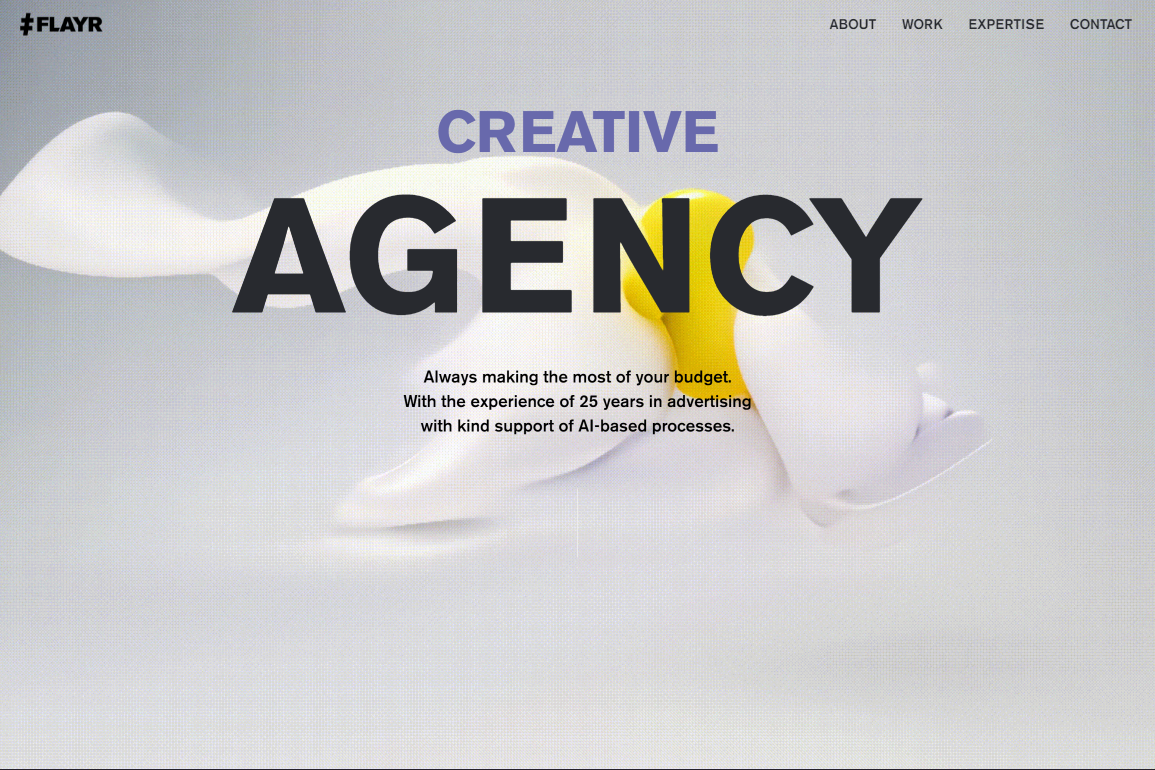 #FLAYR
ABOUT WORK EXPERTISE CONTACT
CREATIVE
AGENCY
Always making the most of your budget.
With the experience of 25 years in advertising
with kind support of AI-based processes.